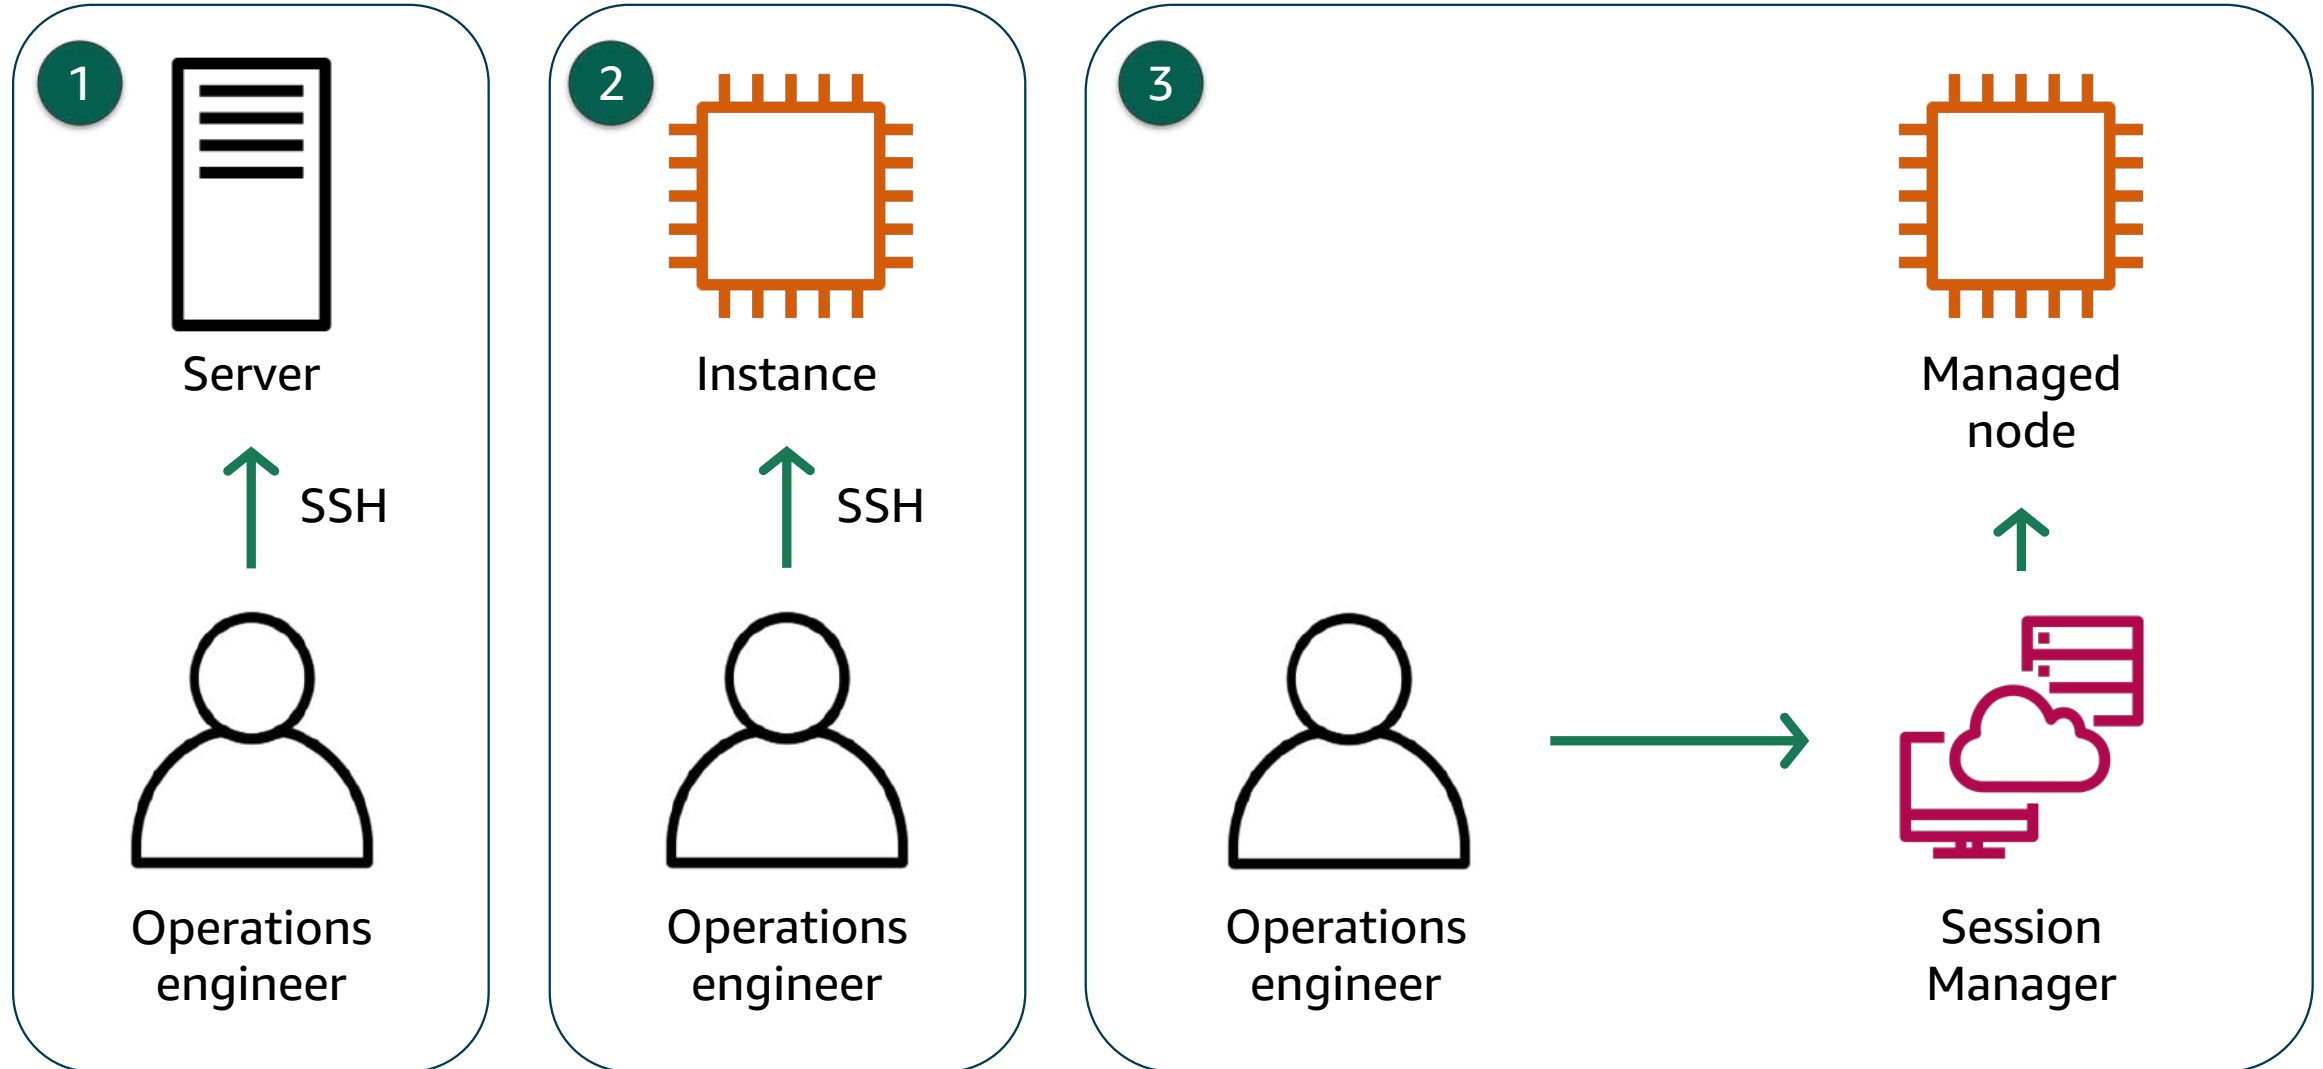 1
Server
SSH
Operations
engineer
2
Instance
SSH
Operations
engineer
3
Managed
node
Operations
engineer
Session
Manager